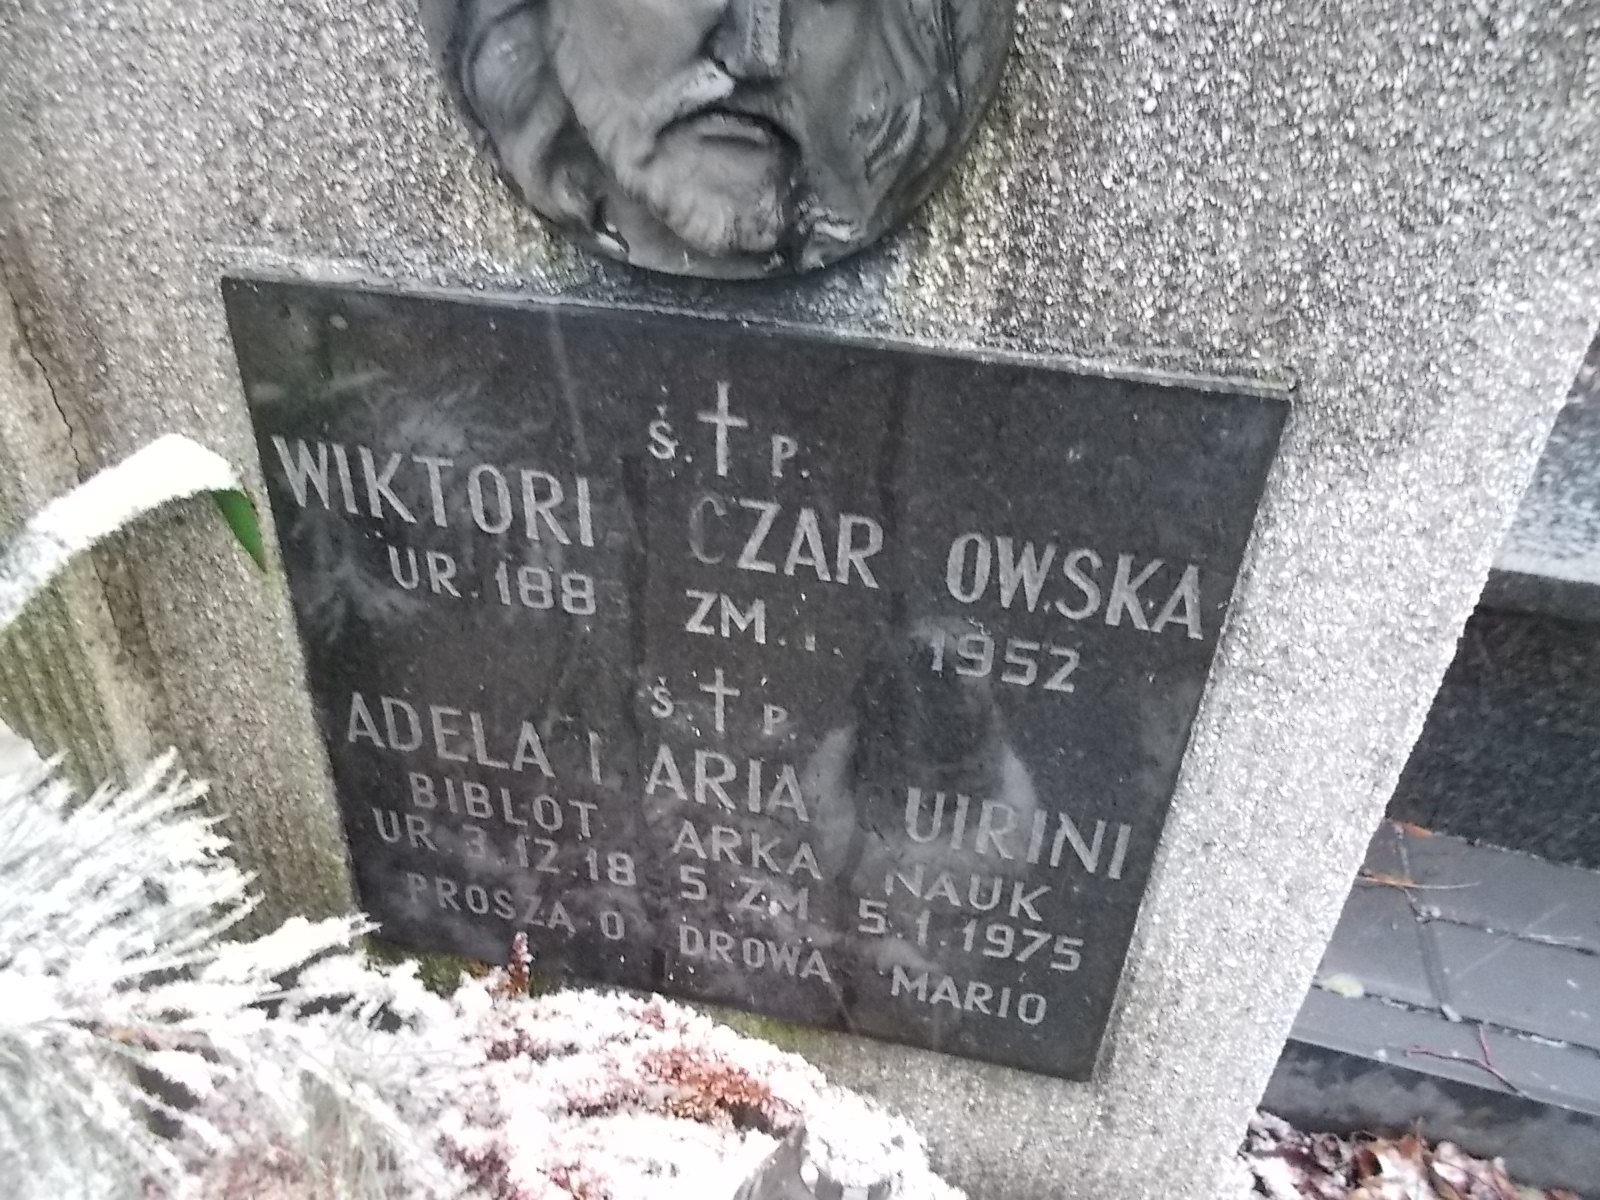 Ś. P.
WIKTORI CZAR OWSKA
UR. 188 ZM. 1. 1952
Ś. P.
ADELA ARIA UIRINI
BIBLOT ARKA NAUK
UR. 3.12.18 5 ZM. 5.1.1975
PROSZĄ O DROWA MARIO